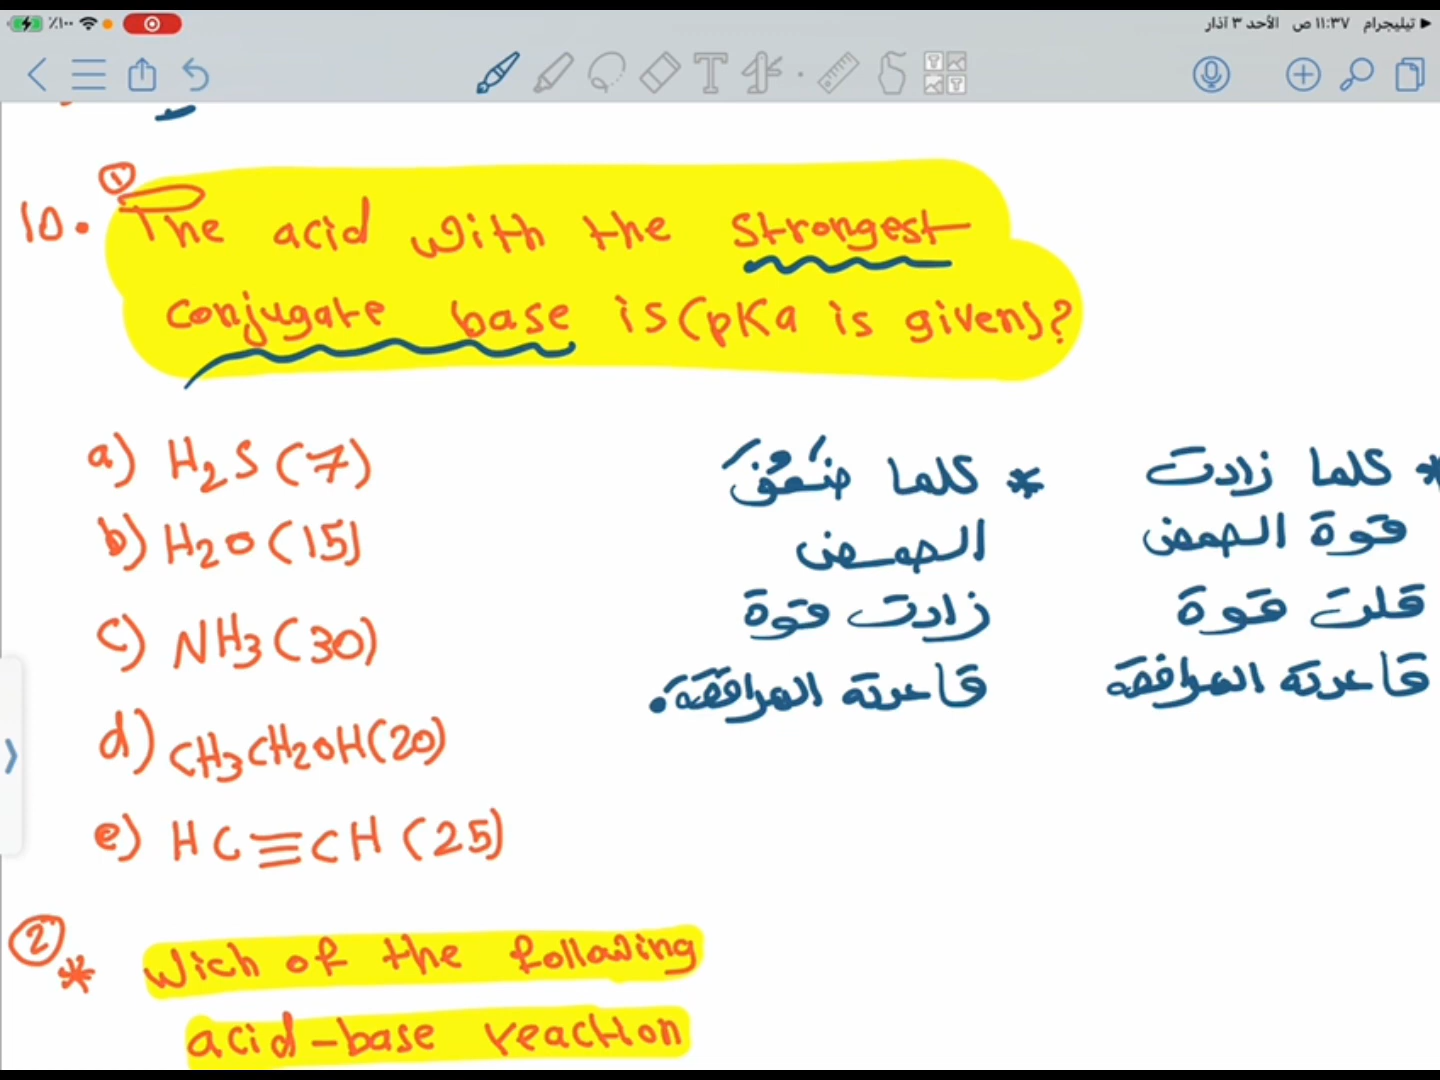 ◀ تيليجرام ١١:٣٧ ص الأحد ٣ آذار
٪١٠٠
①
10. The acid with the strongest
conjugate base is (pKa is given)?
a) H2S (7)
b) H2O (15)
c) NH3 (30)
d) CH3CH2OH (20)
e) HC≡CH (25)
* كلما زادت
قوة الحمض
قلت قوة
قاعدته المرافقة
* كلما ضَعُفَ
الحمض
زادت قوة
قاعدته المرافقة.
②
* Wich of the following
acid-base reaction